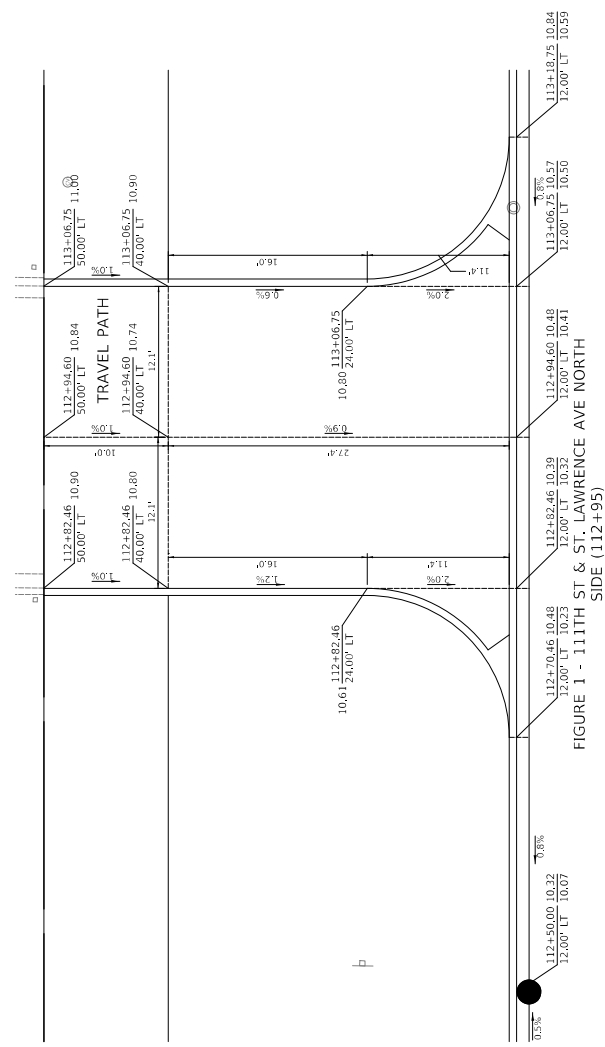 113+06.75 11.00
50.00' LT
1.0%
112+94.60 10.84
50.00' LT
1.0%
112+82.46 10.90
50.00' LT
1.0%
TRAVEL PATH
10.0'
113+06.75 10.90
40.00' LT
112+94.60 10.74
40.00' LT
112+82.46 10.80
40.00' LT
12.1'
12.1'
16.0'
0.6%
0.9%
27.4'
16.0'
1.2%
10.80 113+06.75
24.00' LT
10.61 112+82.46
24.00' LT
11.4'
2.0%
11.4'
2.0%
0.8%
0.8%
0.5%
113+18.75 10.84
12.00' LT 10.59
113+06.75 10.57
12.00' LT 10.50
112+94.60 10.48
12.00' LT 10.41
112+82.46 10.39
12.00' LT 10.32
112+70.46 10.48
12.00' LT 10.23
112+50.00 10.32
12.00' LT 10.07
FIGURE 1 - 111TH ST & ST. LAWRENCE AVE NORTH
SIDE (112+95)